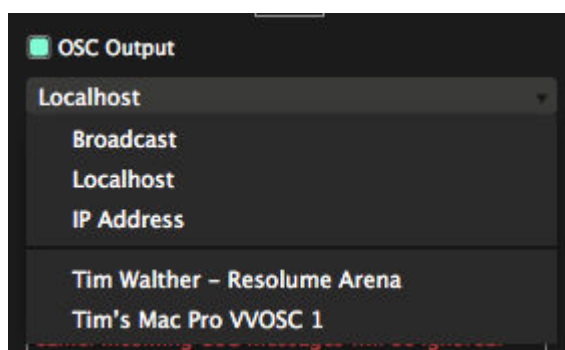 OSC Output
Localhost
Broadcast
Localhost
IP Address
Tim Walther – Resolume Arena
Tim's Mac Pro VVOSC 1